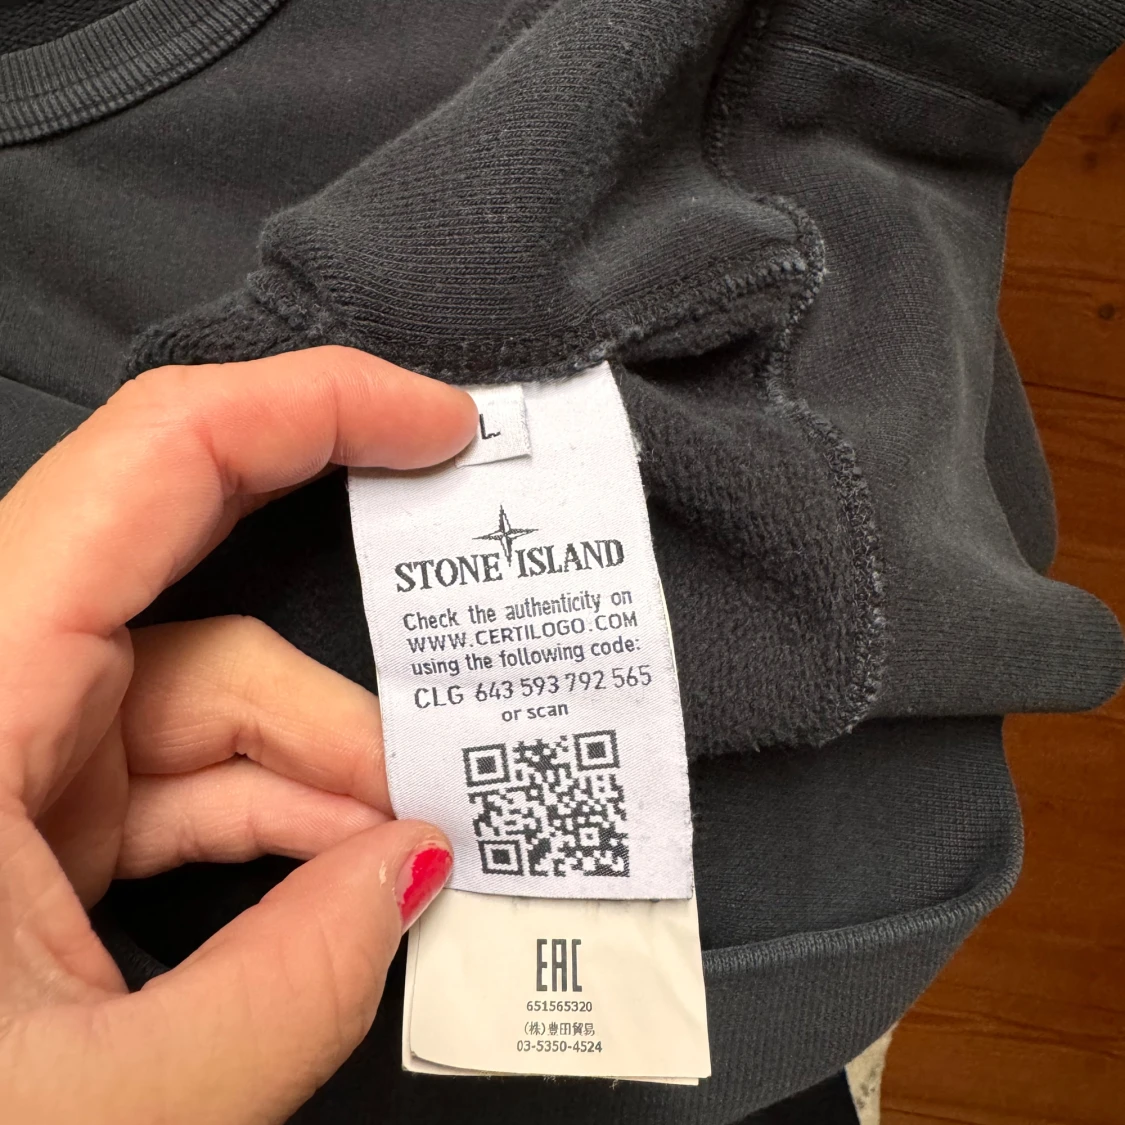 L
STONE ISLAND
Check the authenticity on
WWW.CERTILOGO.COM
using the following code:
CLG 643 593 792 565
or scan
EAC
651565320
(株)豊田貿易
03-5350-4524